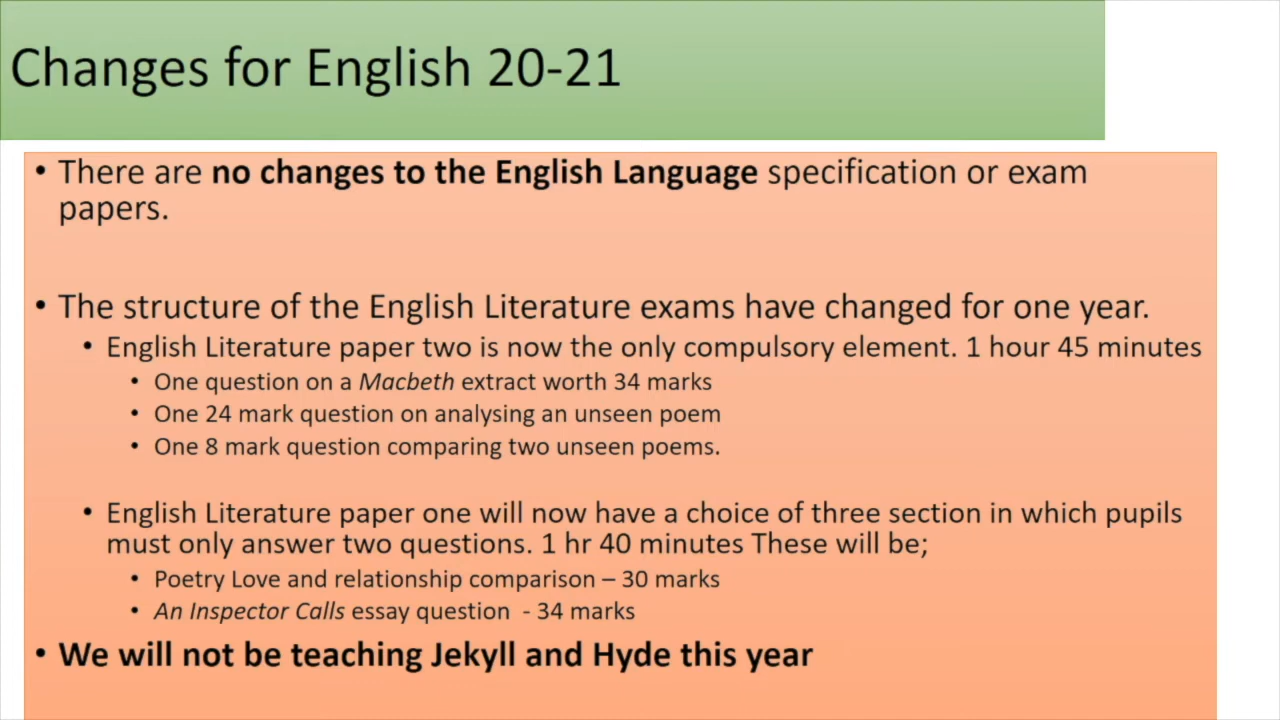 Changes for English 20-21
• There are no changes to the English Language specification or exam
papers.
• The structure of the English Literature exams have changed for one year.
• English Literature paper two is now the only compulsory element. 1 hour 45 minutes
• One question on a Macbeth extract worth 34 marks
• One 24 mark question on analysing an unseen poem
• One 8 mark question comparing two unseen poems.
• English Literature paper one will now have a choice of three section in which pupils
must only answer two questions. 1 hr 40 minutes These will be;
• Poetry Love and relationship comparison – 30 marks
• An Inspector Calls essay question - 34 marks
• We will not be teaching Jekyll and Hyde this year